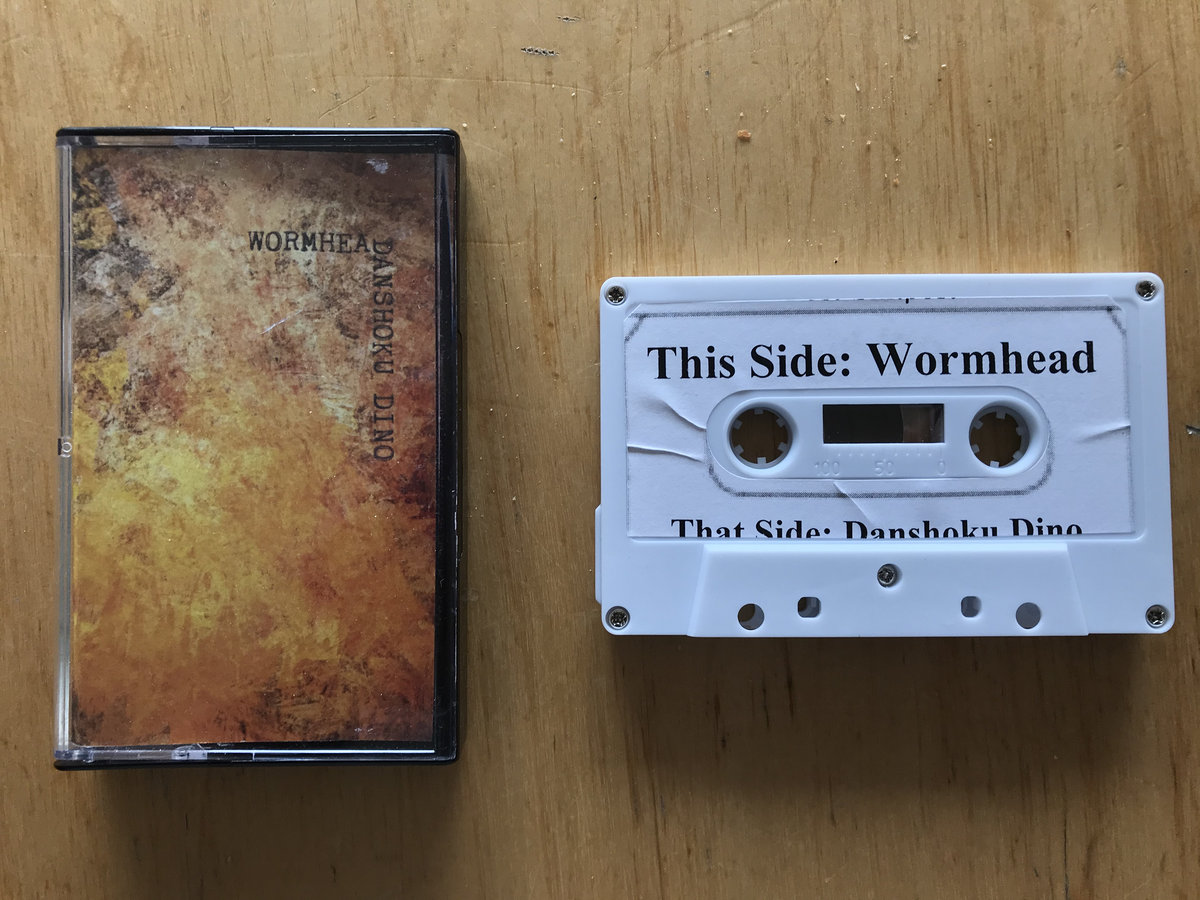 WORMHEAD
DANSHOKU DINO
This Side: Wormhead
100 50 0
That Side: Danshoku Dino